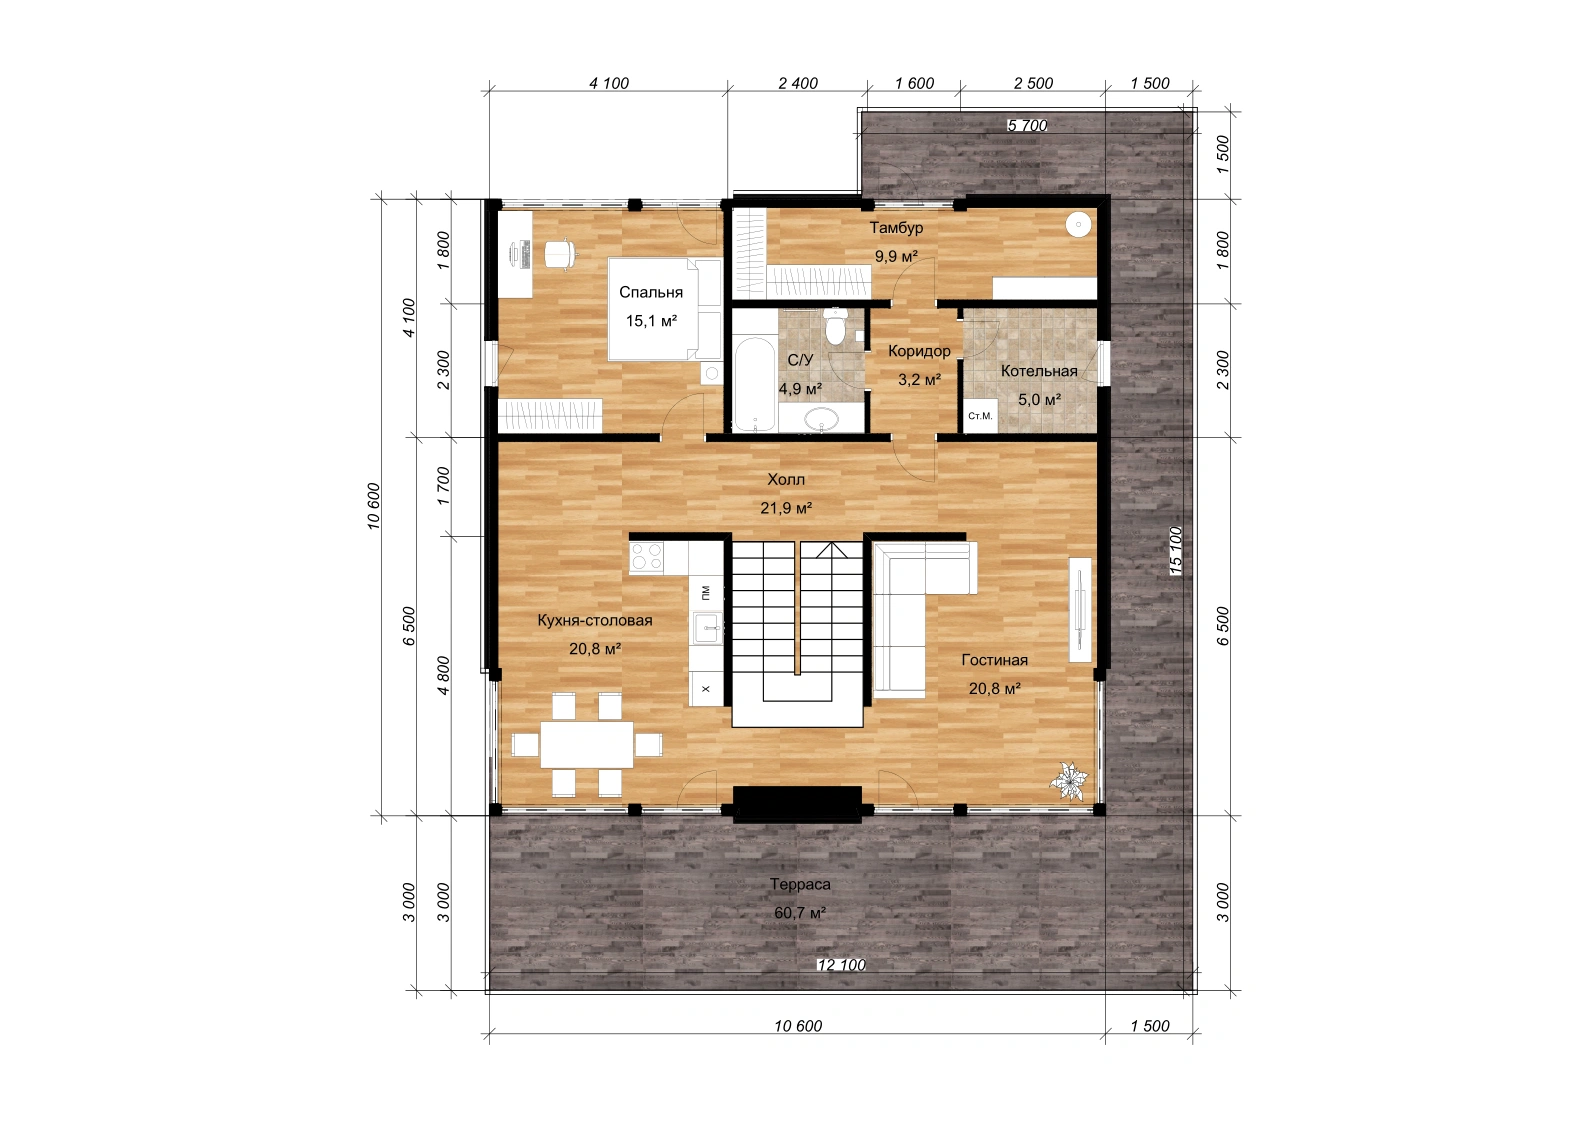 4 100
2 400
1 600
2 500
1 500
5 700
1 500
1 800
1 800
4 100
2 300
2 300
Тамбур
9,9 м²
Спальня
15,1 м²
С/У
4,9 м²
Коридор
3,2 м²
Котельная
5,0 м²
Ст.М.
1 700
10 600
Холл
21,9 м²
15 100
ПМ
Кухня-столовая
20,8 м²
6 500
6 500
4 800
Х
Гостиная
20,8 м²
Терраса
60,7 м²
3 000
3 000
3 000
12 100
10 600
1 500